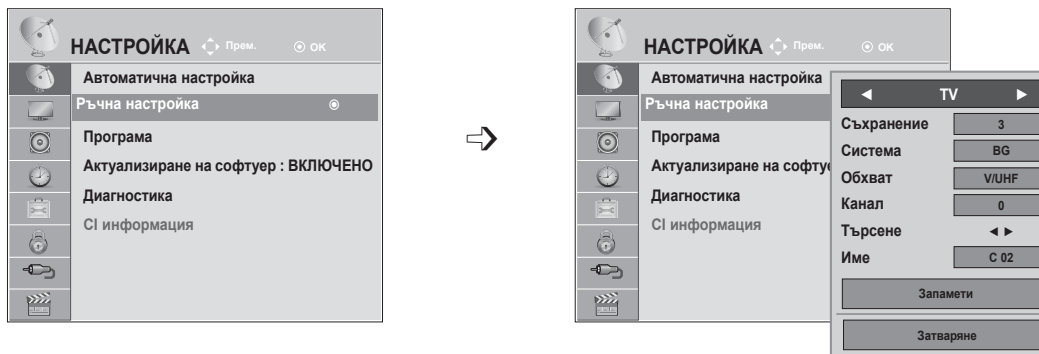 НАСТРОЙКА Прем. OK
Автоматична настройка
Ръчна настройка
Програма
Актуализиране на софтуер : ВКЛЮЧЕНО
Диагностика
CI информация
НАСТРОЙКА Прем. OK
Автоматична настройка
Ръчна настройка
Програма
Актуализиране на софтуе
Диагностика
CI информация
◄ TV ►
Съхранение 3
Система BG
Обхват V/UHF
Канал 0
Търсене ◄ ►
Име C 02
Запамети
Затваряне